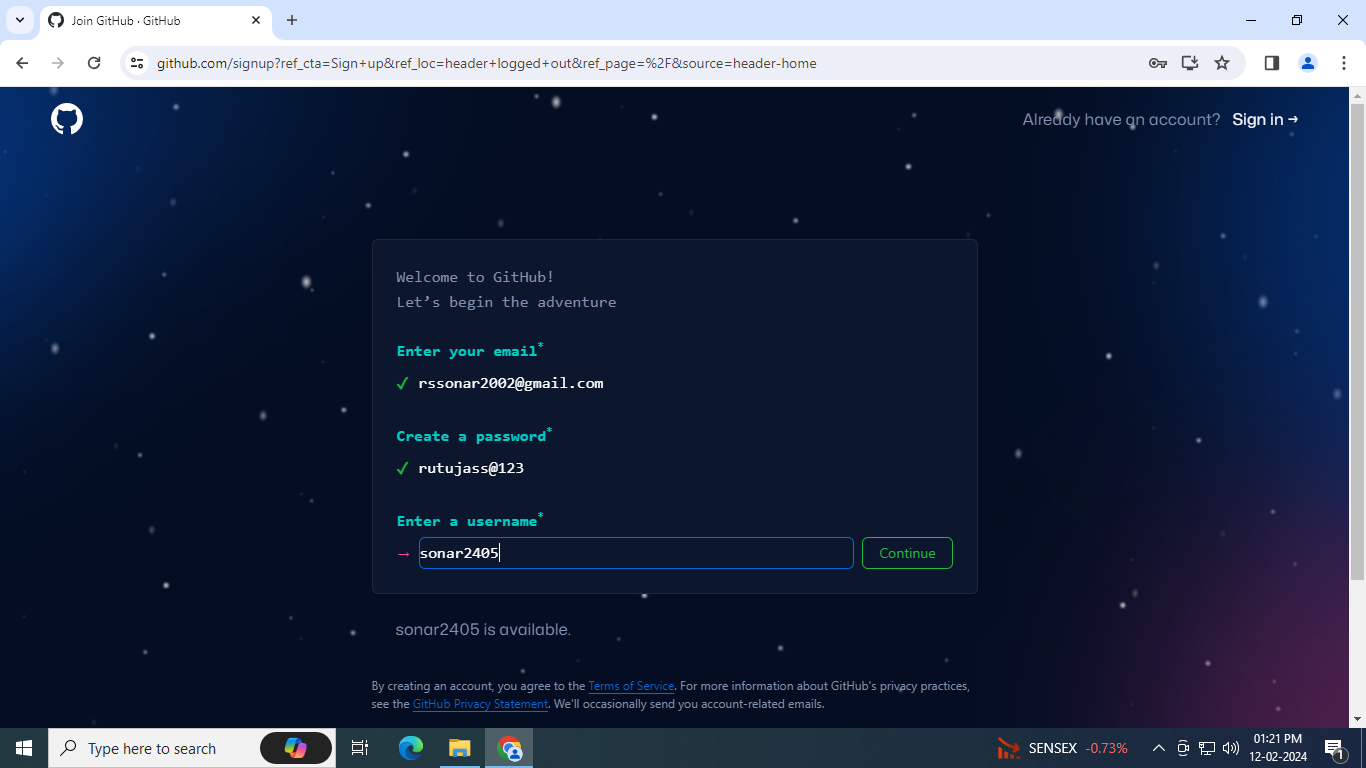 Join GitHub · GitHub
github.com/signup?ref_cta=Sign+up&ref_loc=header+logged+out&ref_page=%2F&source=header-home
Already have an account? Sign in →
Welcome to GitHub!
Let’s begin the adventure
Enter your email*
✓ rssonar2002@gmail.com
Create a password*
✓ rutujass@123
Enter a username*
→ sonar2405 Continue
sonar2405 is available.
By creating an account, you agree to the Terms of Service. For more information about GitHub's privacy practices,
see the GitHub Privacy Statement. We'll occasionally send you account-related emails.
Type here to search
SENSEX -0.73%
01:21 PM
12-02-2024
1